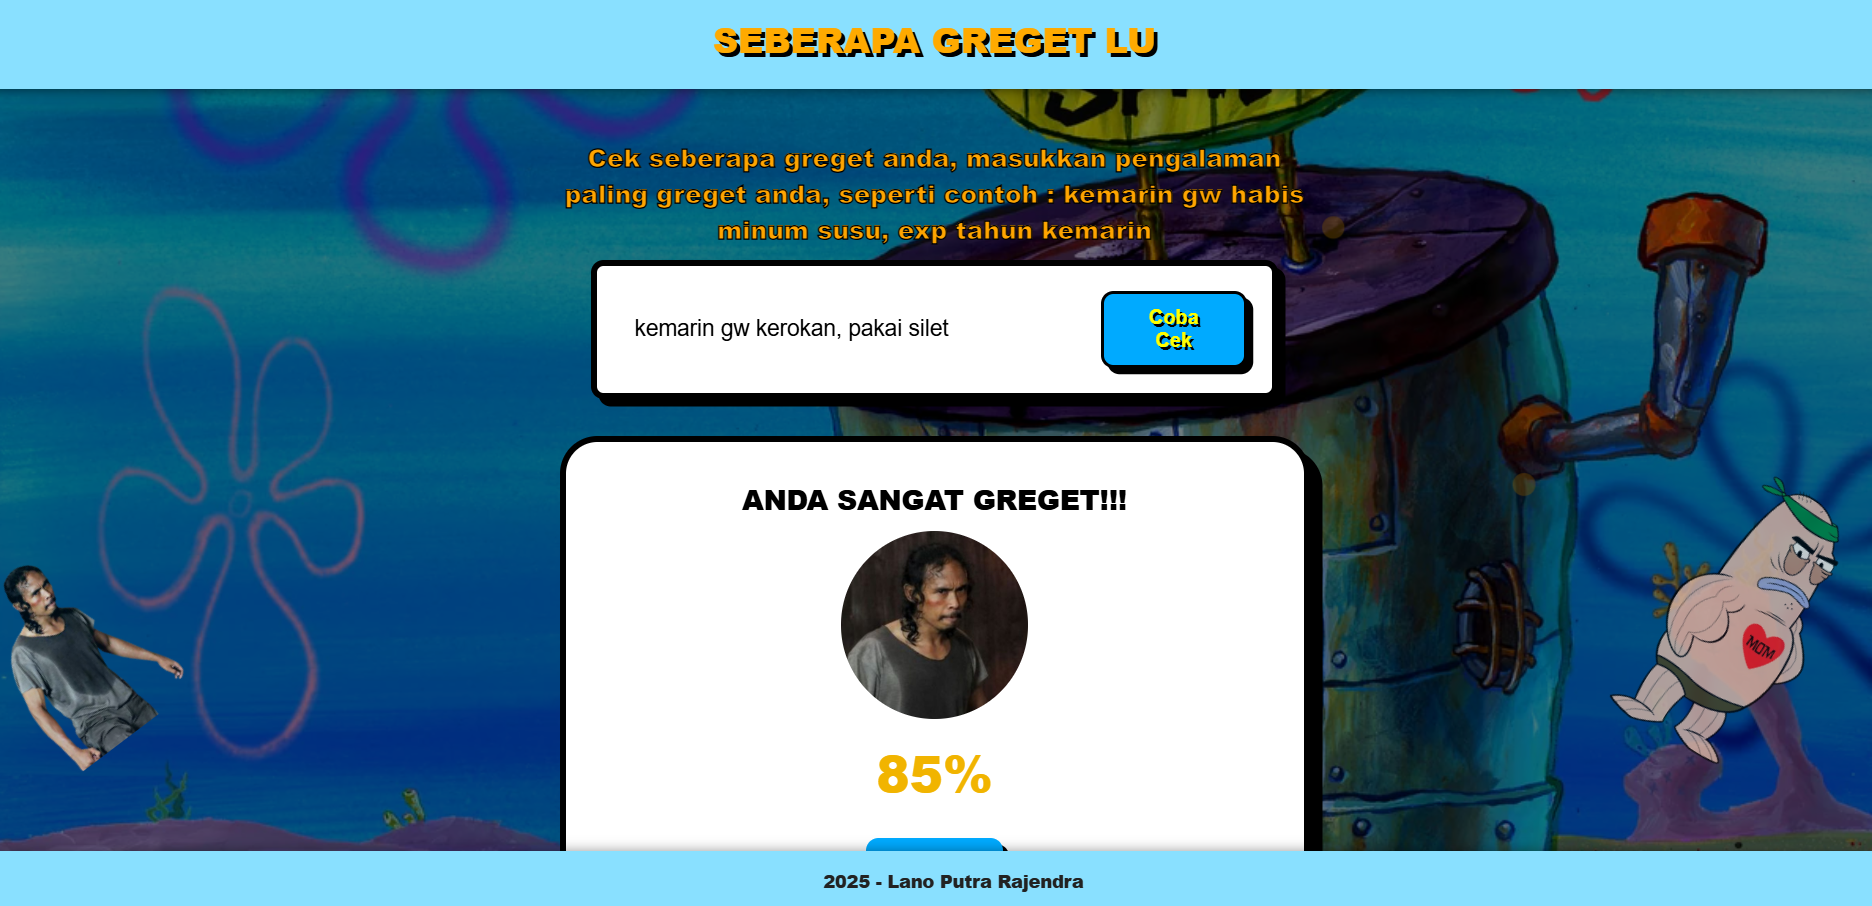 SEBERAPA GREGET LU
Cek seberapa greget anda, masukkan pengalaman
paling greget anda, seperti contoh : kemarin gw habis
minum susu, exp tahun kemarin
kemarin gw kerokan, pakai silet
Coba
Cek
ANDA SANGAT GREGET!!!
MOM
85%
2025 - Lano Putra Rajendra